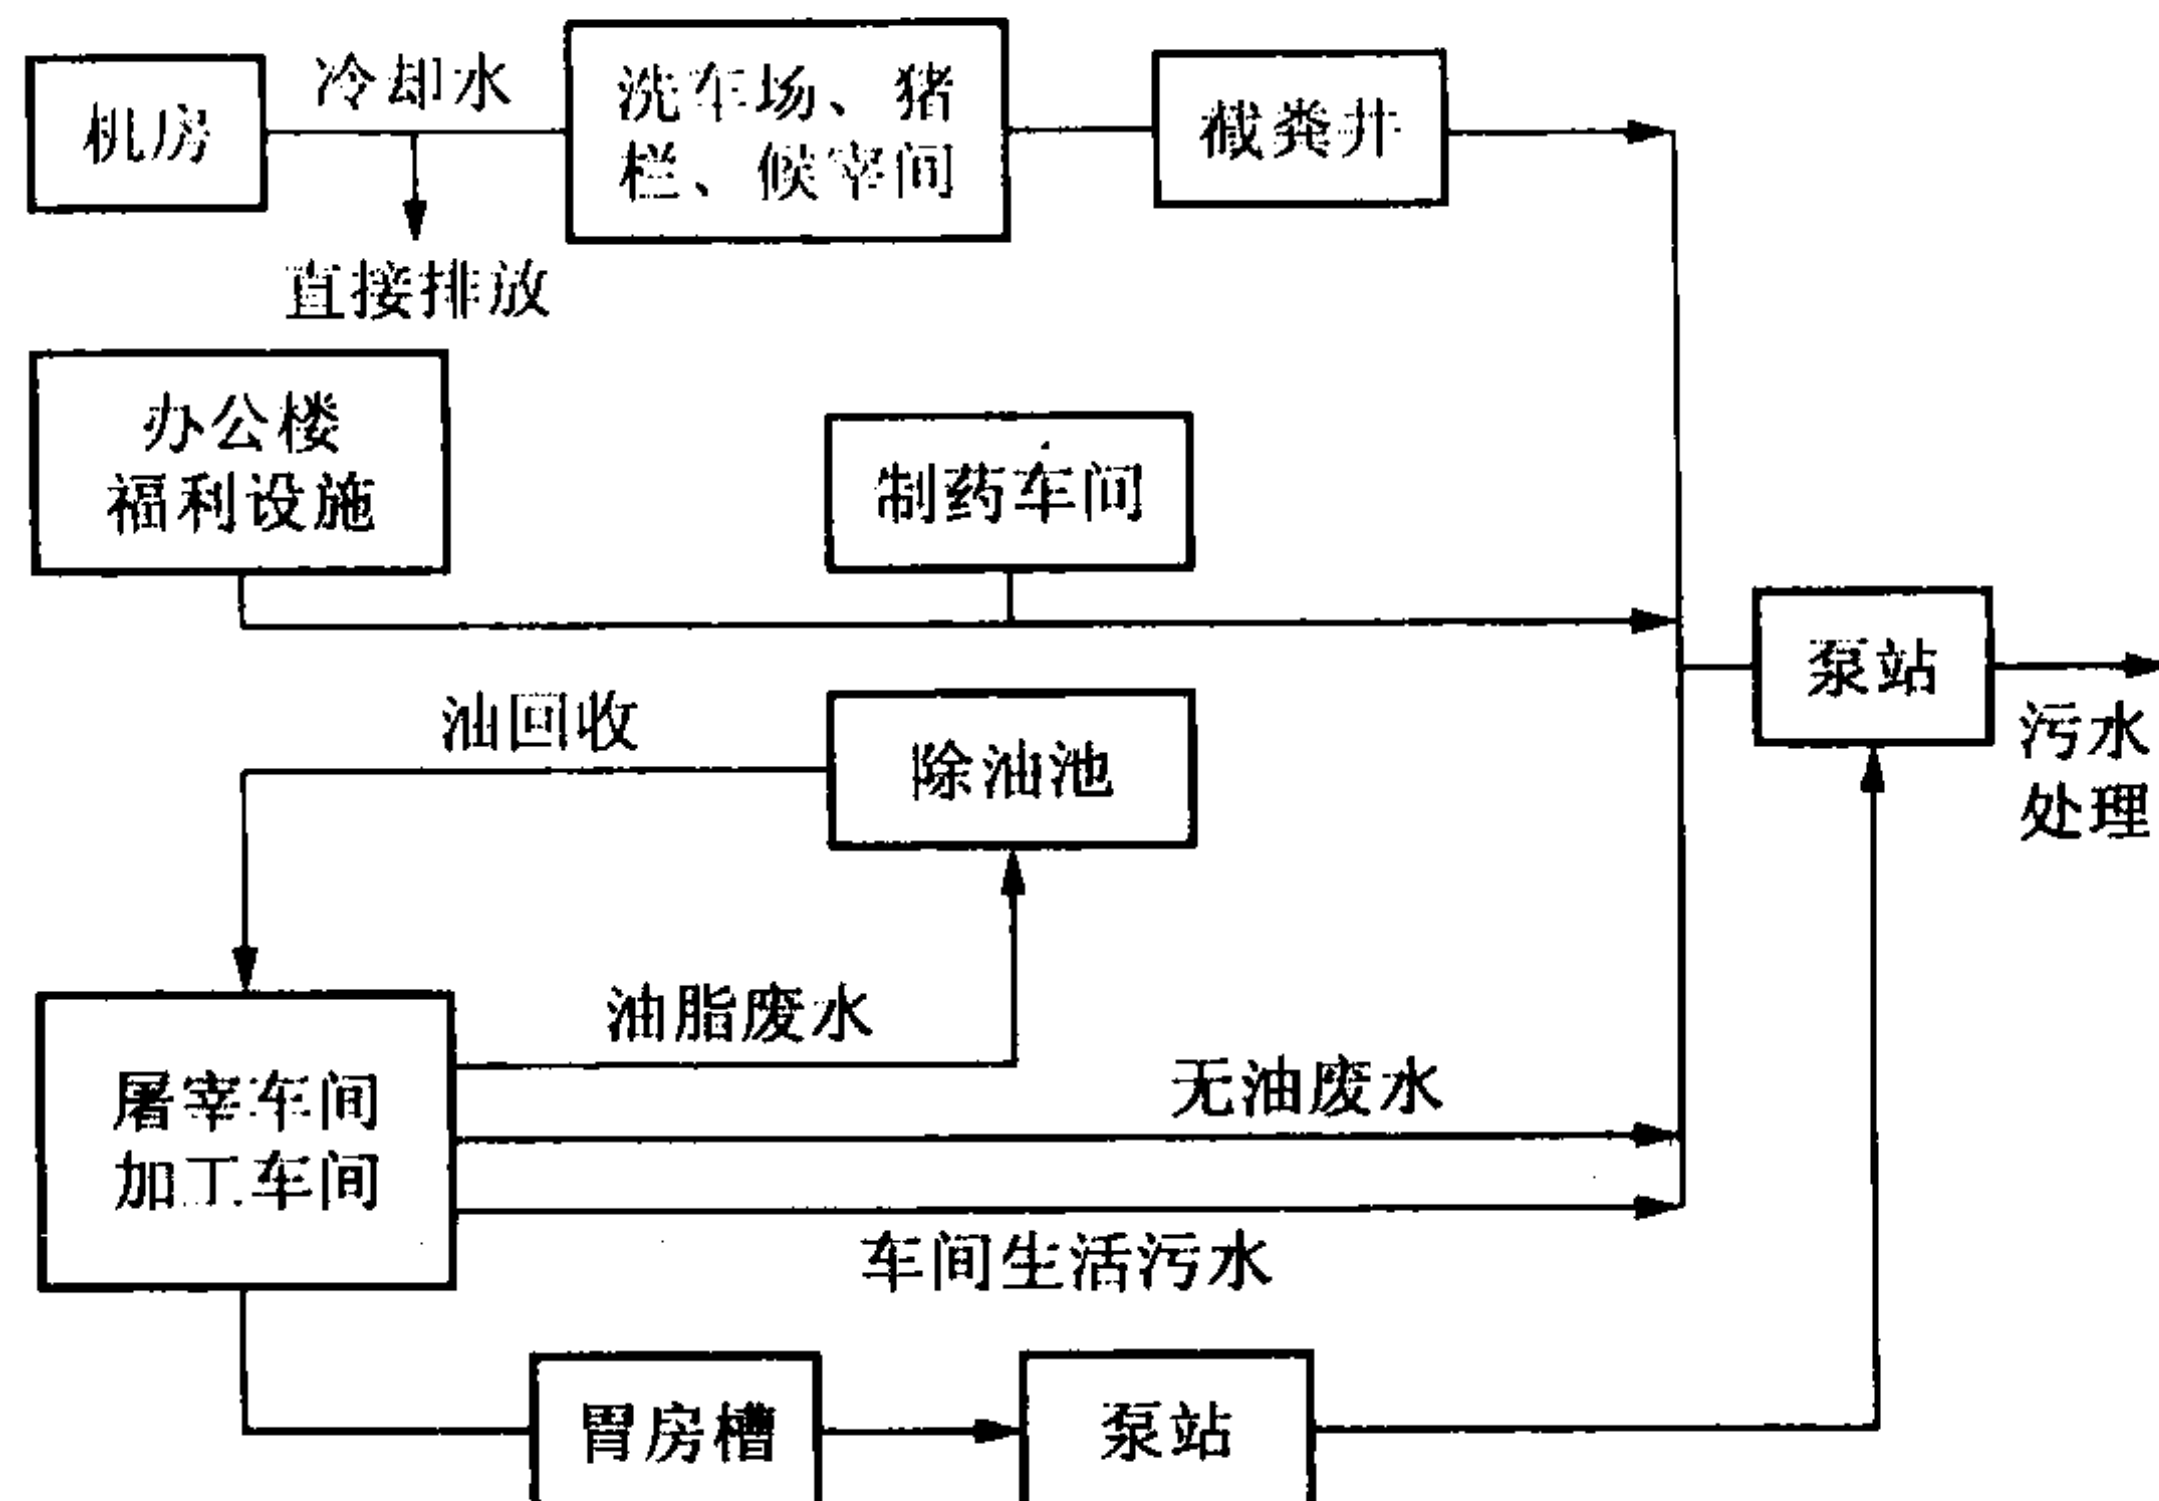 机房
冷却水
洗车场、猪
栏、候宰间
截粪井
直接排放
办公楼
福利设施
制药车间
泵站
污水
处理
油回收
除油池
油脂废水
屠宰车间
加工车间
无油废水
车间生活污水
胃房槽
泵站